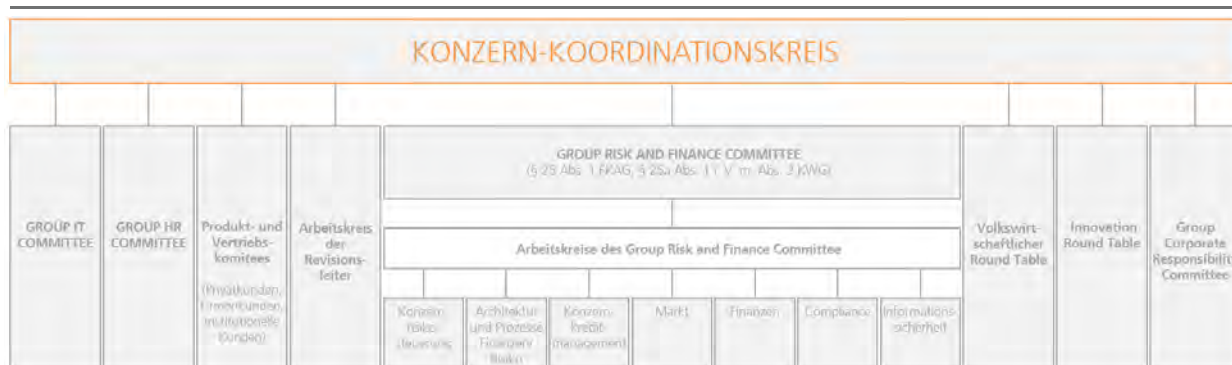 KONZERN-KOORDINATIONSKREIS
GROUP IT
COMMITTEE
GROUP HR
COMMITTEE
Produkt- und
Vertriebs-
komitees
(Privatkunden,
Firmenkunden,
Institutionelle
Kunden)
Arbeitskreis
der
Revisions-
leiter
GROUP RISK AND FINANCE COMMITTEE
(§ 25 Abs. 1 FKAG, § 25a Abs. 1 i. V. m. Abs. 3 KWG)
Arbeitskreise des Group Risk and Finance Committee
Konzern-
risiko-
steuerung
Architektur
und Prozesse
Finanzen/
Risiko
Konzern-
kredit-
management
Markt
Finanzen
Compliance
Informations-
sicherheit
Volkswirt-
schaftlicher
Round Table
Innovation
Round Table
Group
Corporate
Responsibility
Committee